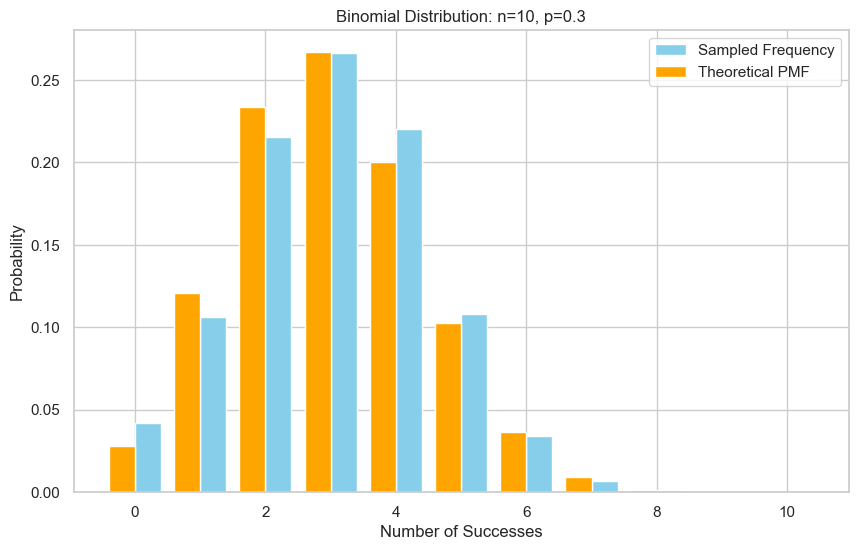 Binomial Distribution: n=10, p=0.3
Sampled Frequency
Theoretical PMF
0.25
0.20
0.15
0.10
0.05
0.00
Probability
0 2 4 6 8 10
Number of Successes